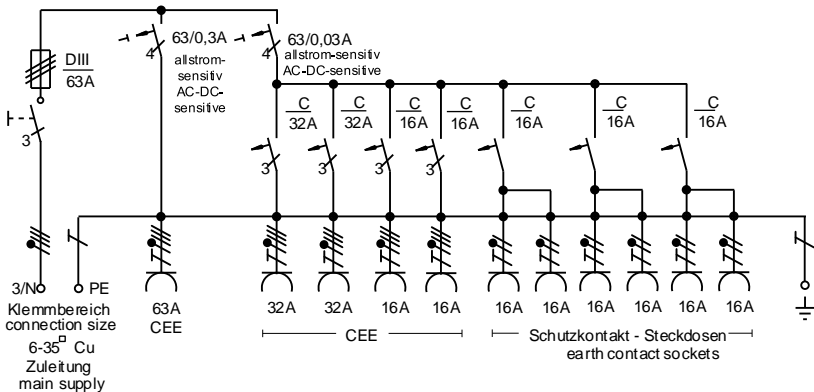 DIII
63A
3
4
63/0,3A
allstrom-
sensitiv
AC-DC-
sensitive
4
63/0,03A
allstrom-sensitiv
AC-DC-sensitive
C
32A
C
32A
C
16A
C
16A
C
16A
C
16A
C
16A
3
3
3
3
3/N
PE
Klemmbereich
connection size
6-35□ Cu
Zuleitung
main supply
63A
CEE
32A
32A
16A
16A
CEE
16A
16A
16A
16A
16A
16A
Schutzkontakt - Steckdosen
earth contact sockets